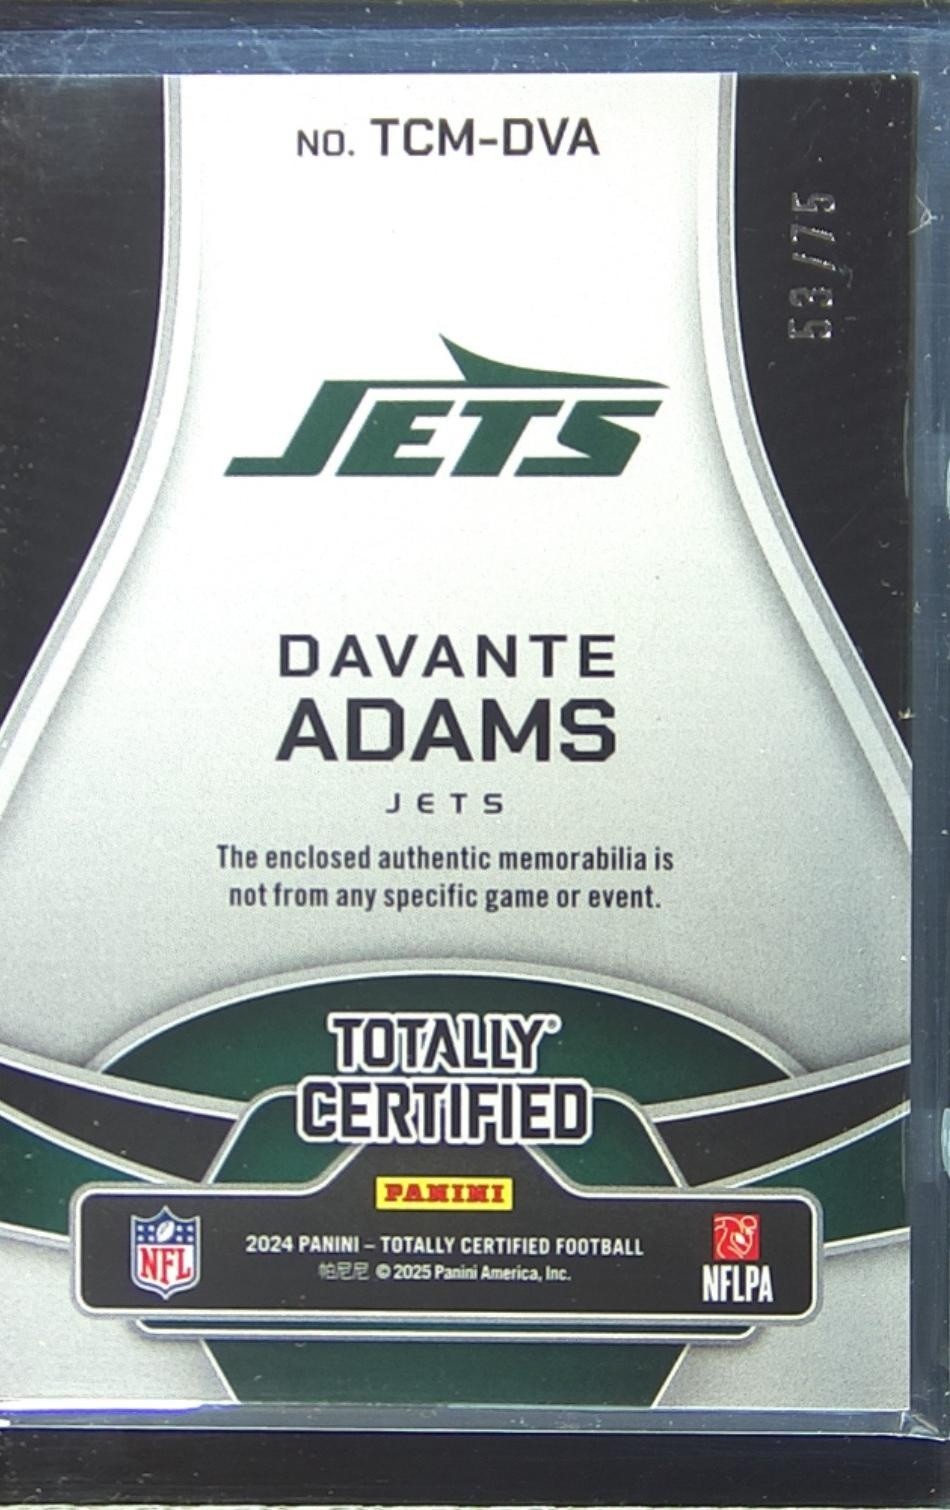 NO. TCM-DVA
53/75
JETS
DAVANTE
ADAMS
JETS
The enclosed authentic memorabilia is
not from any specific game or event.
TOTALLY®
CERTIFIED
PANINI
NFL
2024 PANINI – TOTALLY CERTIFIED FOOTBALL
帕尼尼 © 2025 Panini America, Inc.
NFLPA